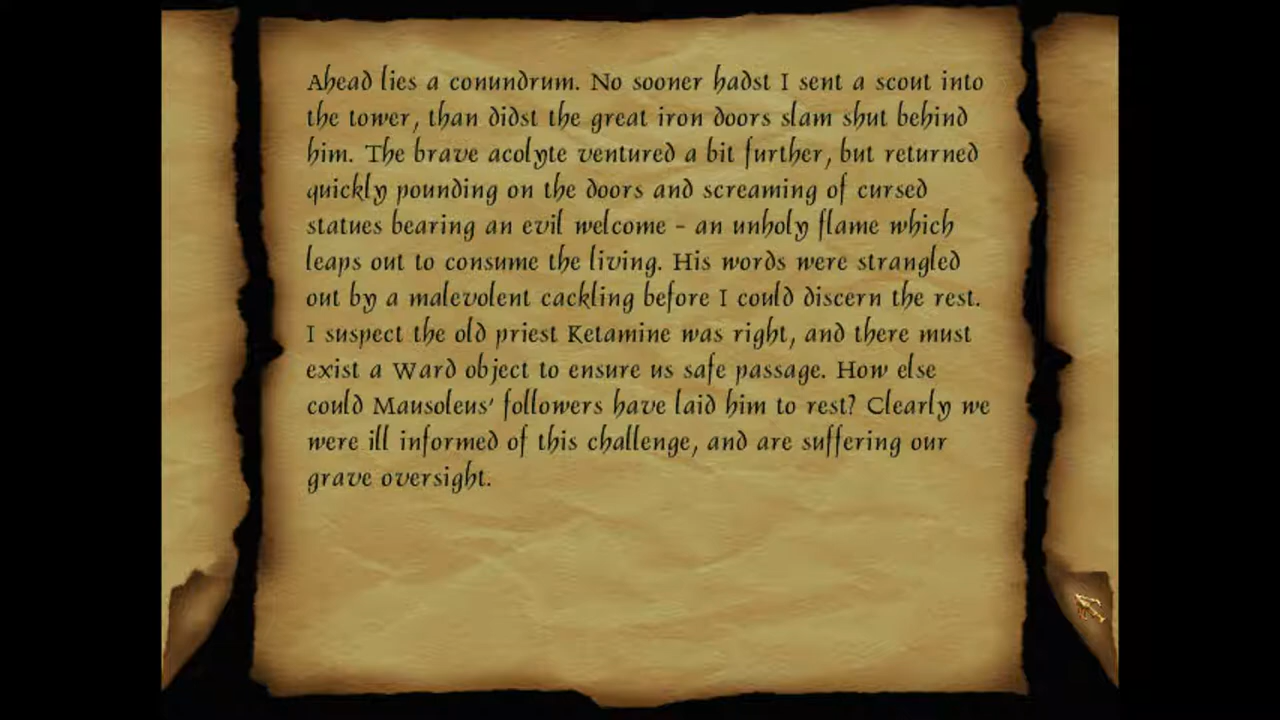 Ahead lies a conundrum. No sooner hadst I sent a scout into
the tower, than didst the great iron doors slam shut behind
him. The brave acolyte ventured a bit further, but returned
quickly pounding on the doors and screaming of cursed
statues bearing an evil welcome - an unholy flame which
leaps out to consume the living. His words were strangled
out by a malevolent cackling before I could discern the rest.
I suspect the old priest Ketamine was right, and there must
exist a Ward object to ensure us safe passage. How else
could Mausoleus' followers have laid him to rest? Clearly we
were ill informed of this challenge, and are suffering our
grave oversight.